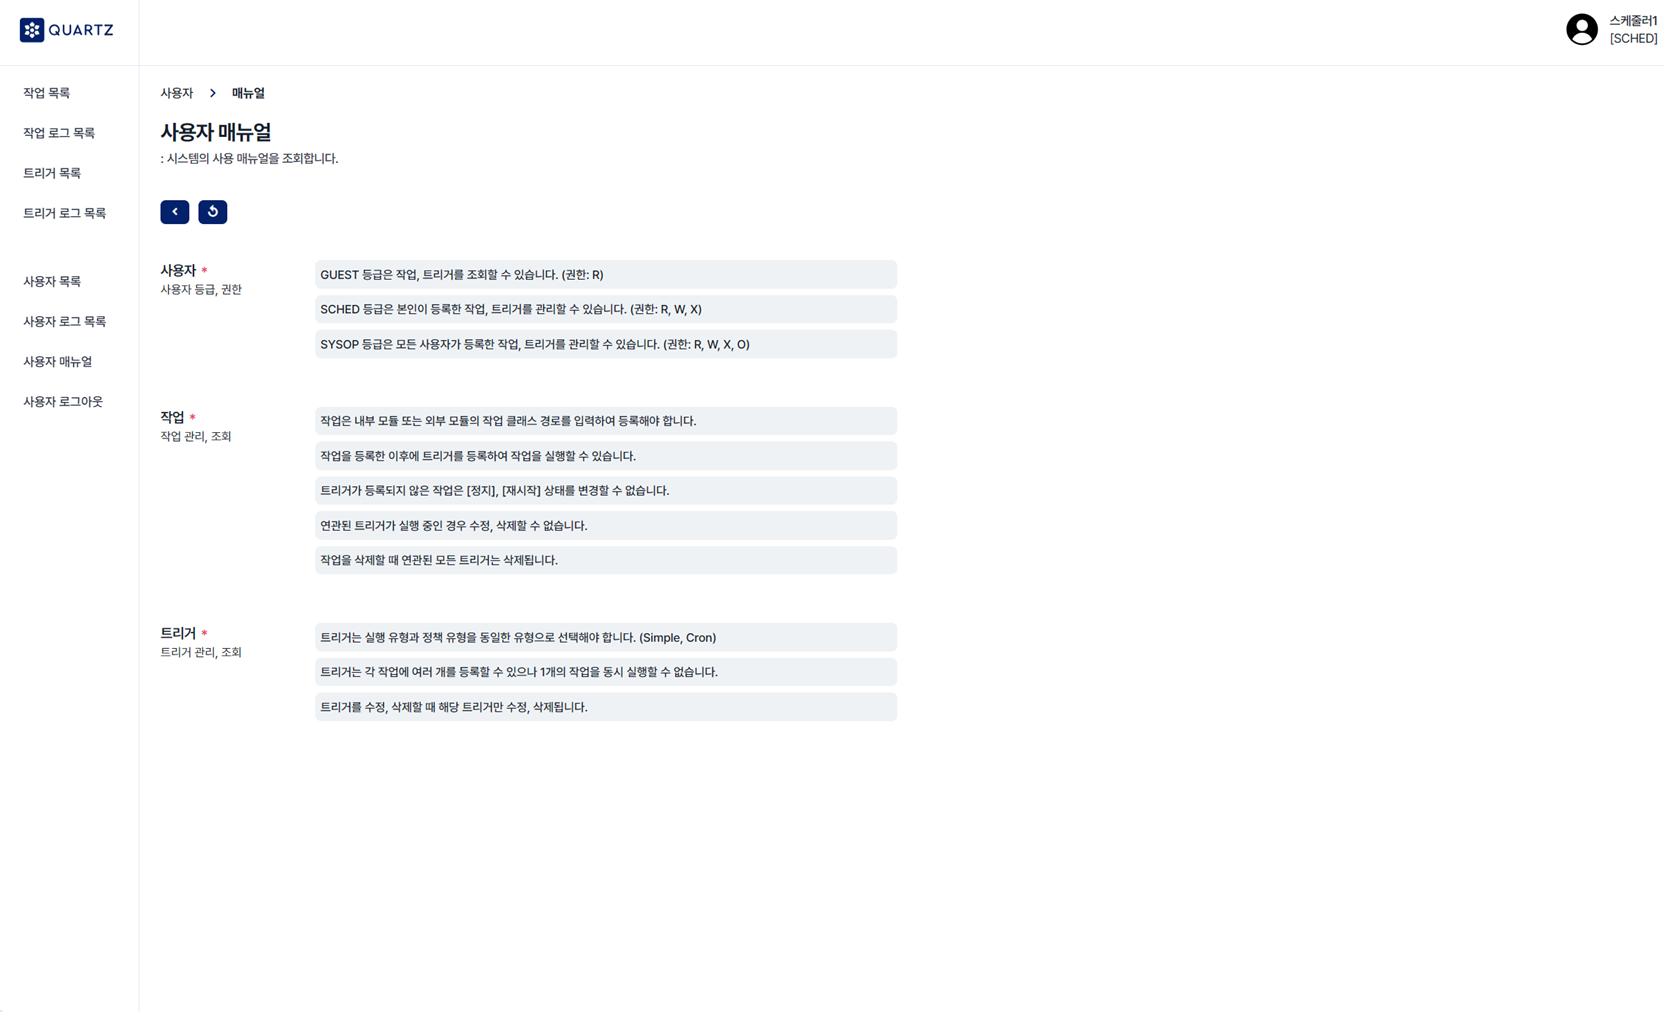 QUARTZ
스케줄러1
[SCHED]
작업 목록
작업 로그 목록
트리거 목록
트리거 로그 목록
사용자 목록
사용자 로그 목록
사용자 매뉴얼
사용자 로그아웃
사용자 > 매뉴얼
사용자 매뉴얼
: 시스템의 사용 매뉴얼을 조회합니다.
사용자 *
사용자 등급, 권한
GUEST 등급은 작업, 트리거를 조회할 수 있습니다. (권한: R)
SCHED 등급은 본인이 등록한 작업, 트리거를 관리할 수 있습니다. (권한: R, W, X)
SYSOP 등급은 모든 사용자가 등록한 작업, 트리거를 관리할 수 있습니다. (권한: R, W, X, O)
작업 *
작업 관리, 조회
작업은 내부 모듈 또는 외부 모듈의 작업 클래스 경로를 입력하여 등록해야 합니다.
작업을 등록한 이후에 트리거를 등록하여 작업을 실행할 수 있습니다.
트리거가 등록되지 않은 작업은 [정지], [재시작] 상태를 변경할 수 없습니다.
연관된 트리거가 실행 중인 경우 수정, 삭제할 수 없습니다.
작업을 삭제할 때 연관된 모든 트리거는 삭제됩니다.
트리거 *
트리거 관리, 조회
트리거는 실행 유형과 정책 유형을 동일한 유형으로 선택해야 합니다. (Simple, Cron)
트리거는 각 작업에 여러 개를 등록할 수 있으나 1개의 작업을 동시 실행할 수 없습니다.
트리거를 수정, 삭제할 때 해당 트리거만 수정, 삭제됩니다.